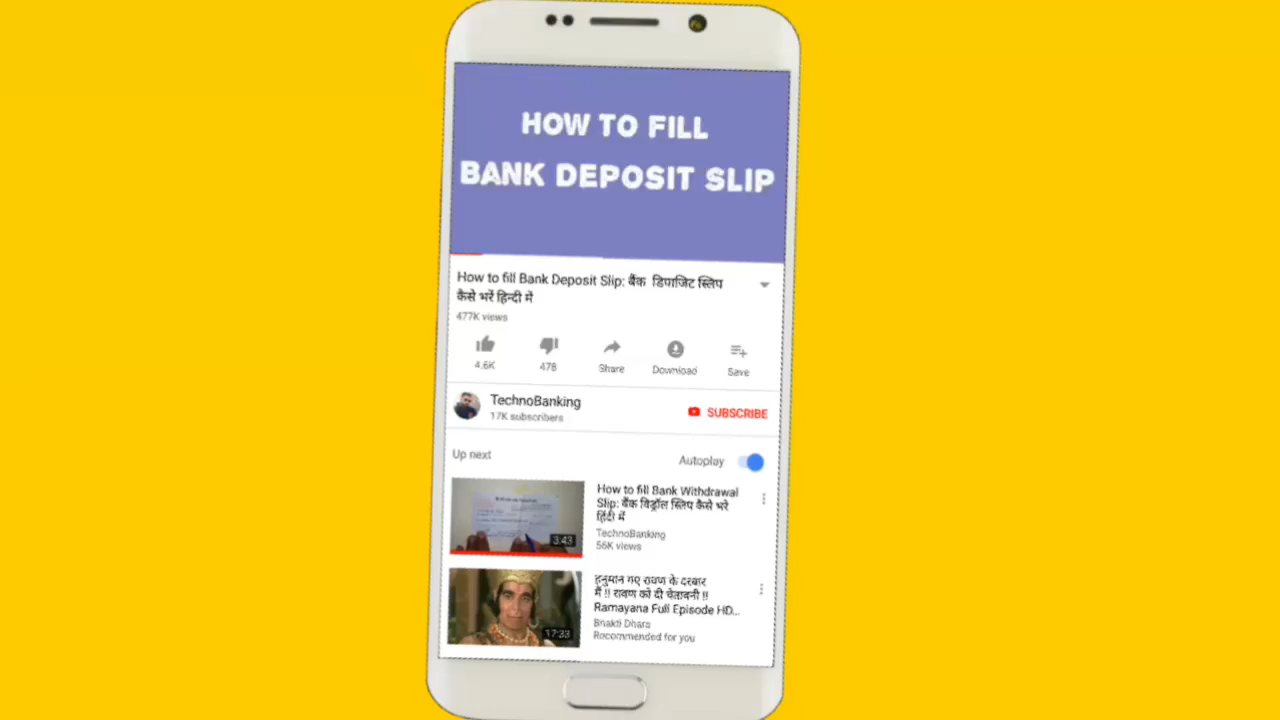 HOW TO FILL
BANK DEPOSIT SLIP
How to fill Bank Deposit Slip: बैंक डिपाजिट स्लिप
कैसे भरें हिन्दी में
477K views
4.6K
478
Share
Download
Save
TechnoBanking
17K subscribers
SUBSCRIBE
Up next
Autoplay
How to fill Bank Withdrawal
Slip: बैंक विड्रॉल स्लिप कैसे भरे
हिंदी में
TechnoBanking
56K views
3:43
हनुमान गए रावण के दरबार
में !! रावण को दी चेतावनी !!
Ramayana Full Episode HD...
Bhakti Dhara
Recommended for you
17:33